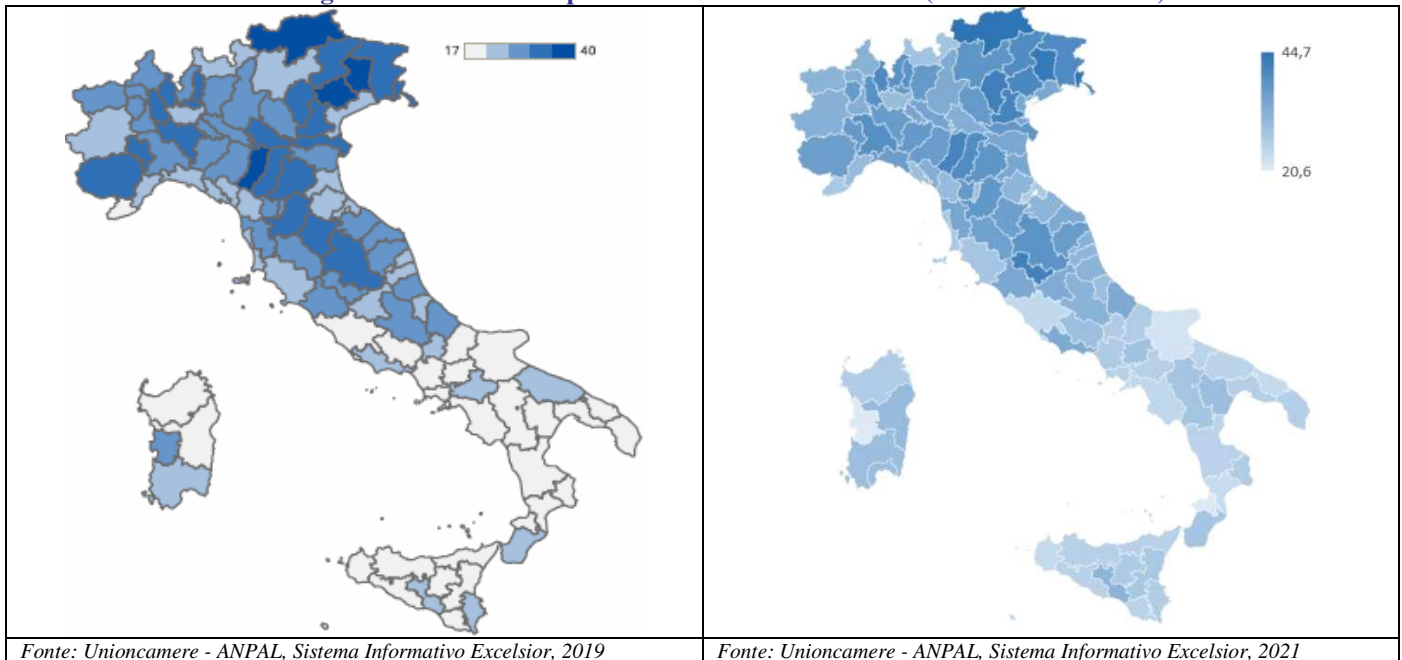 17
40
44,7
20,6
Fonte: Unioncamere - ANPAL, Sistema Informativo Excelsior, 2019
Fonte: Unioncamere - ANPAL, Sistema Informativo Excelsior, 2021